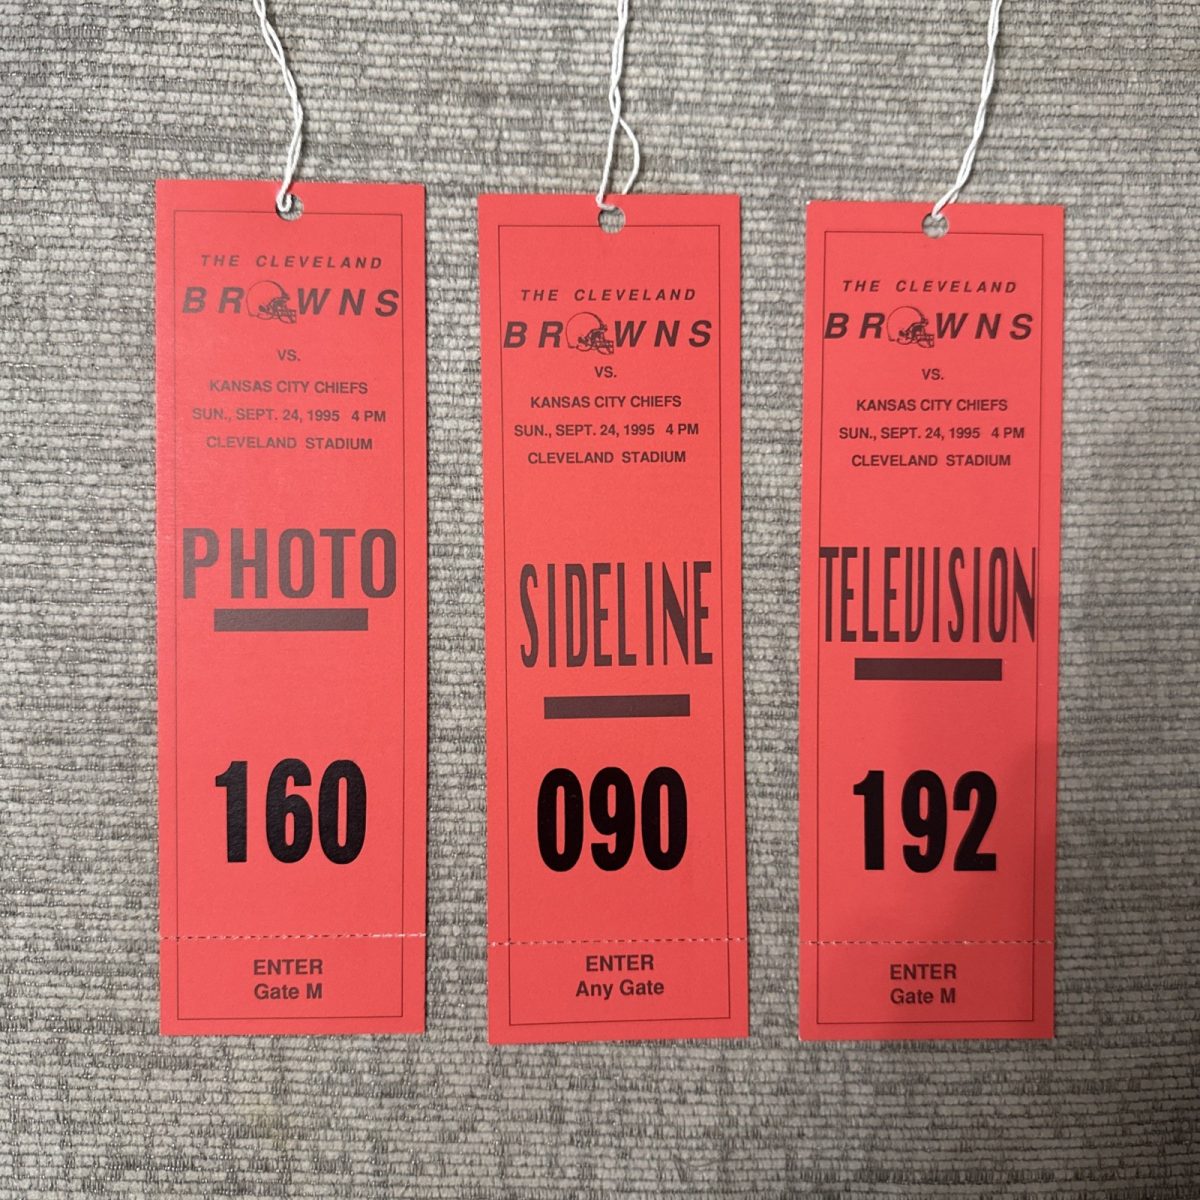 THE CLEVELAND
BROWNS
VS.
KANSAS CITY CHIEFS
SUN., SEPT. 24, 1995 4 PM
CLEVELAND STADIUM
PHOTO
160
ENTER
Gate M
THE CLEVELAND
BROWNS
VS.
KANSAS CITY CHIEFS
SUN., SEPT. 24, 1995 4 PM
CLEVELAND STADIUM
SIDELINE
090
ENTER
Any Gate
THE CLEVELAND
BROWNS
VS.
KANSAS CITY CHIEFS
SUN., SEPT. 24, 1995 4 PM
CLEVELAND STADIUM
TELEVISION
192
ENTER
Gate M